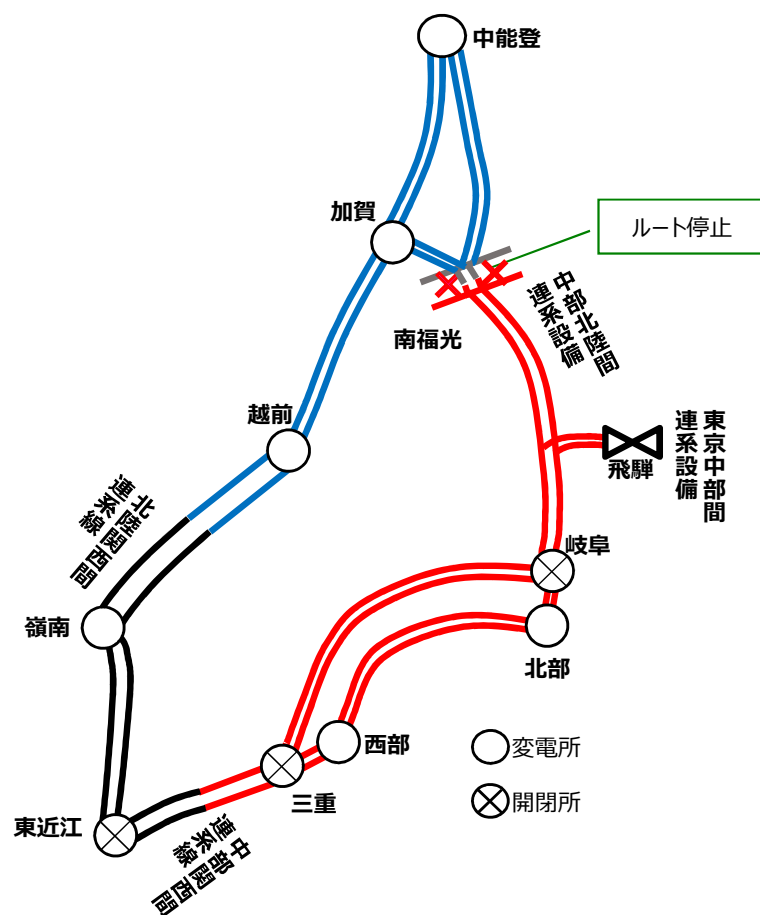 中能登
加賀
ルート停止
中部北陸間
連系設備
南福光
越前
東京中部間
連系設備
飛騨
北陸関西間
連系線
岐阜
嶺南
北部
西部
変電所
三重
開閉所
東近江
中部関西間
連系線